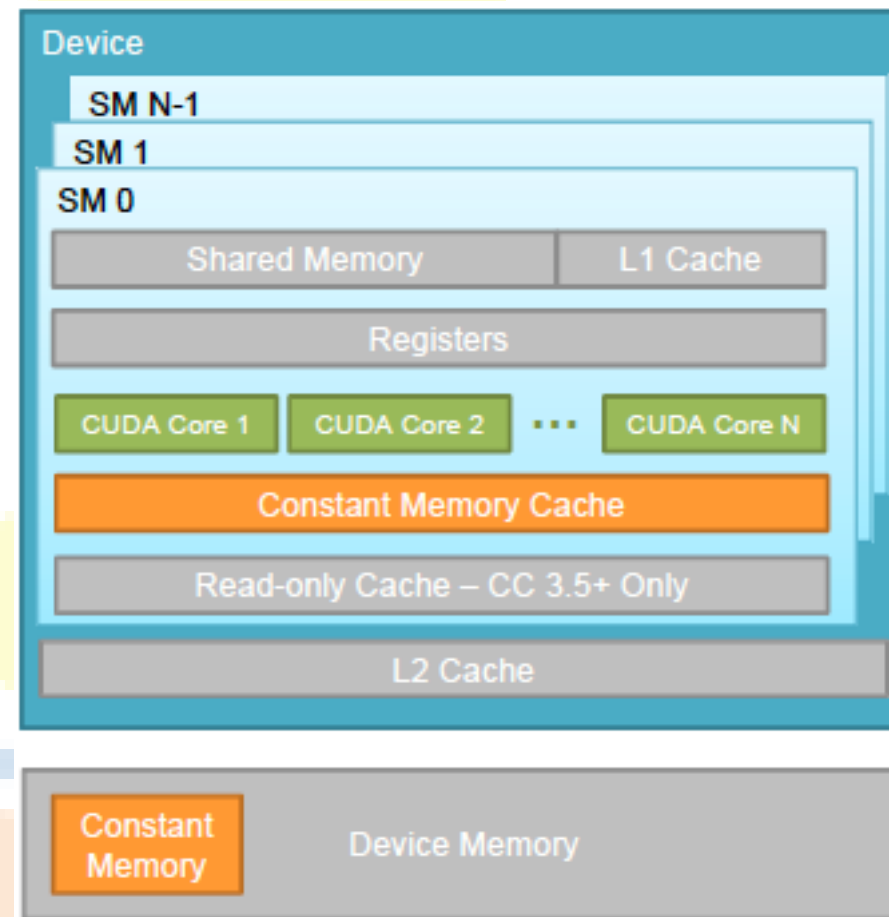 Device
SM N-1
SM 1
SM 0
Shared Memory
L1 Cache
Registers
CUDA Core 1
CUDA Core 2
...
CUDA Core N
Constant Memory Cache
Read-only Cache – CC 3.5+ Only
L2 Cache
Constant
Memory
Device Memory